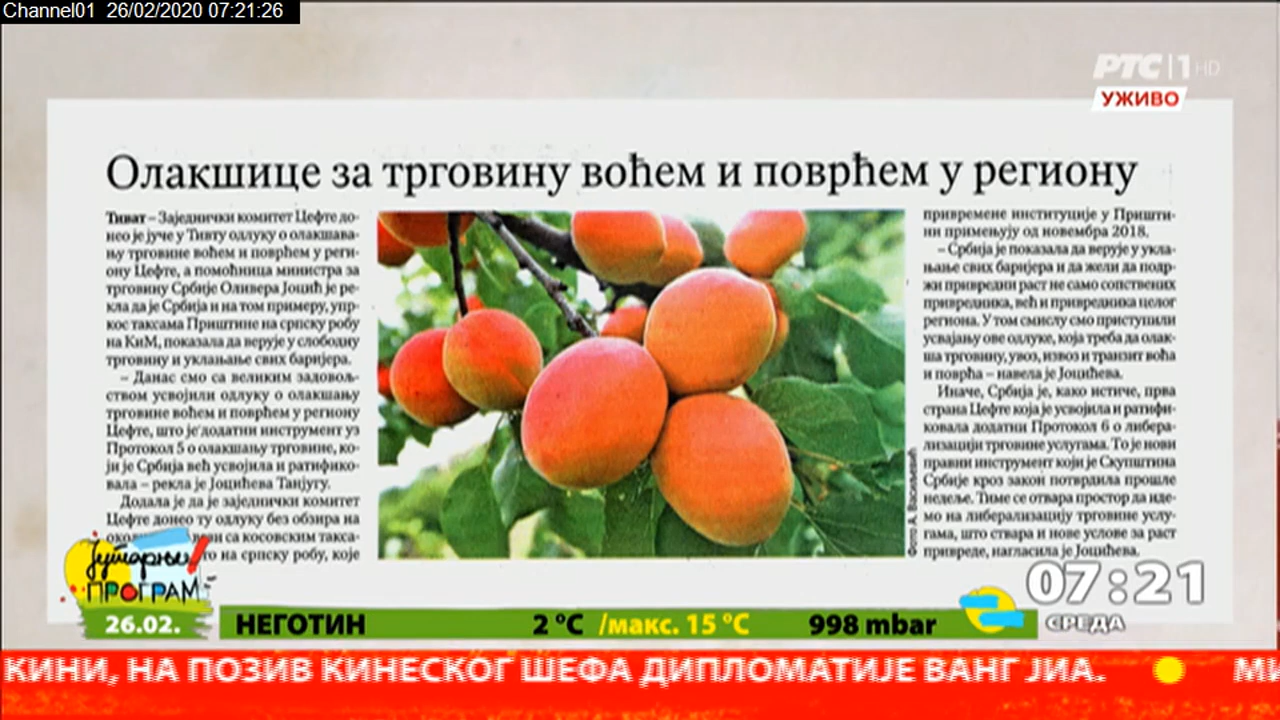 Channel01 26/02/2020 07:21:26
РТС|1 HD
УЖИВО
Олакшице за трговину воћем и поврћем у региону
Тиват – Заједнички комитет Цефте до-
нео је јуче у Тивту одлуку о олакшава-
њу трговине воћем и поврћем у реги-
ону Цефте, а помоћница министра за
трговину Србије Оливера Јоцић је ре-
кла да је Србија и на том примеру, упр-
кос таксама Приштине на српску робу
на КиМ, показала да верује у слободну
трговину и уклањање свих баријера.
– Данас смо са великим задовољ-
ством усвојили одлуку о олакшању
трговине воћем и поврћем у региону
Цефте, што је додатни инструмент уз
Протокол 5 о олакшању трговине, ко-
ји је Србија већ усвојила и ратифико-
вала – рекла је Јоцићева Танјугу.
Додала је да је заједнички комитет
Цефте донео ту одлуку без обзира на
са косовским такса-
на српску робу, које
Фото А. Васиљевић
привремене институције у Пришти-
ни примењују од новембра 2018.
– Србија је показала да верује у укла-
њање свих баријера и да жели да подр-
жи привредни раст не само сопствених
привредника, већ и привредника целог
региона. У том смислу смо приступили
усвајању ове одлуке, која треба да олак-
ша трговину, увоз, извоз и транзит воћа
и поврћа – навела је Јоцићева.
Иначе, Србија је, како истиче, прва
страна Цефте која је усвојила и ратифи-
ковала додатни Протокол 6 о либера-
лизацији трговине услугама. То је нови
правни инструмент који је Скупштина
Србије кроз закон потврдила прошле
недеље. Тиме се отвара простор да иде-
мо на либерализацију трговине услу-
гама, што ствара и нове услове за раст
привреде, нагласила је Јоцићева.
Јутарњи
ПРОГРАМ
26.02.
НЕГОТИН 2 °C /макс. 15 °C 998 mbar
07:21
СРЕДА
КИНИ, НА ПОЗИВ КИНЕСКОГ ШЕФА ДИПЛОМАТИЈЕ ВАНГ ЈИА. МИ